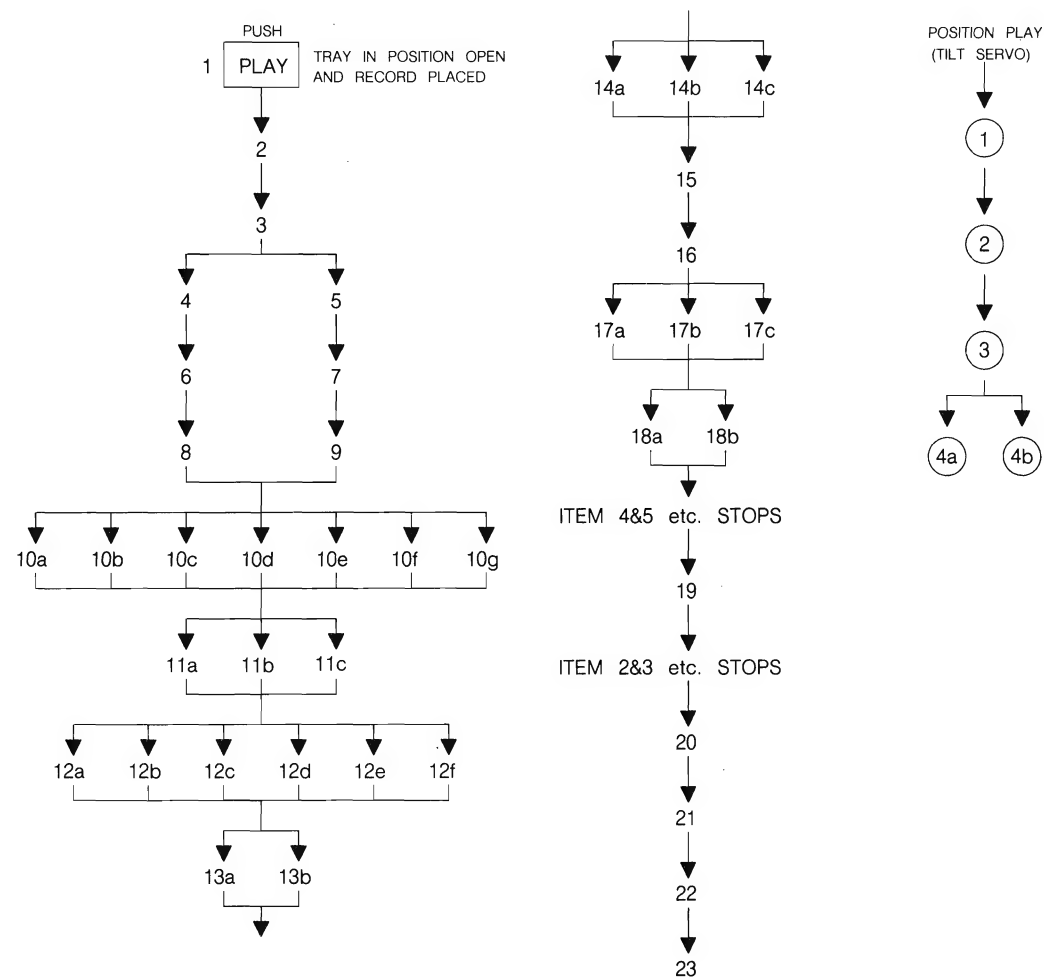 PUSH
1 PLAY TRAY IN POSITION OPEN
AND RECORD PLACED
2
3
4 5
6 7
8 9
10a 10b 10c 10d 10e 10f 10g
11a 11b 11c
12a 12b 12c 12d 12e 12f
13a 13b
14a 14b 14c
15
16
17a 17b 17c
18a 18b
ITEM 4&5 etc. STOPS
19
ITEM 2&3 etc. STOPS
20
21
22
23
POSITION PLAY
(TILT SERVO)
1
2
3
4a 4b